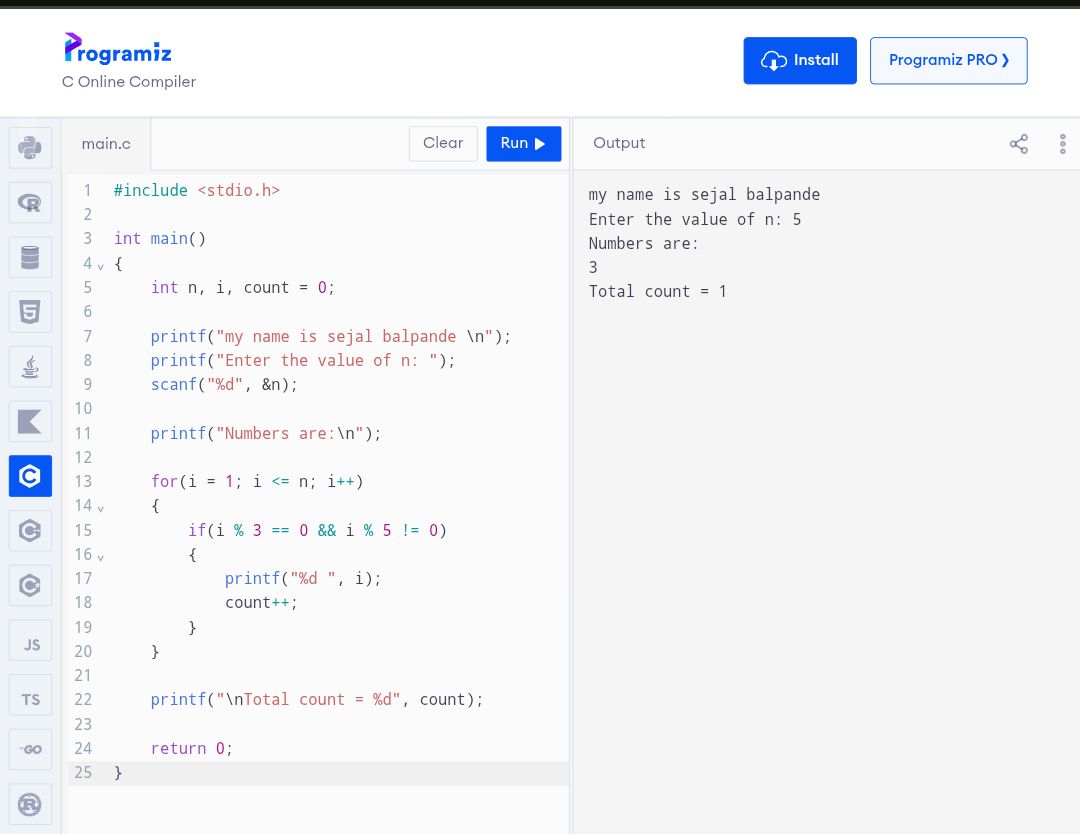 Programiz
C Online Compiler
Install
Programiz PRO ❯
main.c
Clear
Run
1 #include <stdio.h>
2
3 int main()
4 {
5     int n, i, count = 0;
6
7     printf("my name is sejal balpande \n");
8     printf("Enter the value of n: ");
9     scanf("%d", &n);
10
11     printf("Numbers are:\n");
12
13     for(i = 1; i <= n; i++)
14     {
15         if(i % 3 == 0 && i % 5 != 0)
16         {
17             printf("%d ", i);
18             count++;
19         }
20     }
21
22     printf("\nTotal count = %d", count);
23
24     return 0;
25 }
Output
my name is sejal balpande
Enter the value of n: 5
Numbers are:
3
Total count = 1
R
5
C
C
C
JS
TS
GO
R